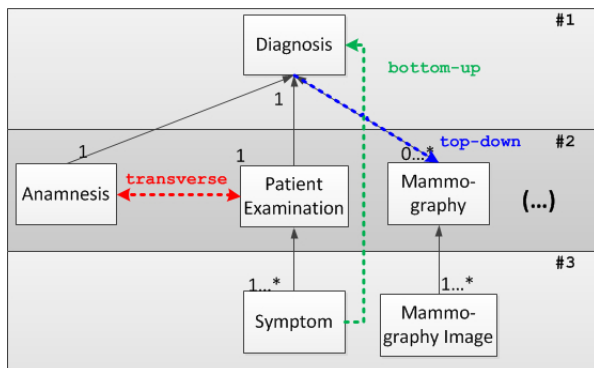 #1
Diagnosis
bottom-up
1
#2
1
1
0...*
top-down
Anamnesis
transverse
Patient
Examination
Mammo-
graphy
(...)
#3
1...*
1...*
Symptom
Mammo-
graphy Image